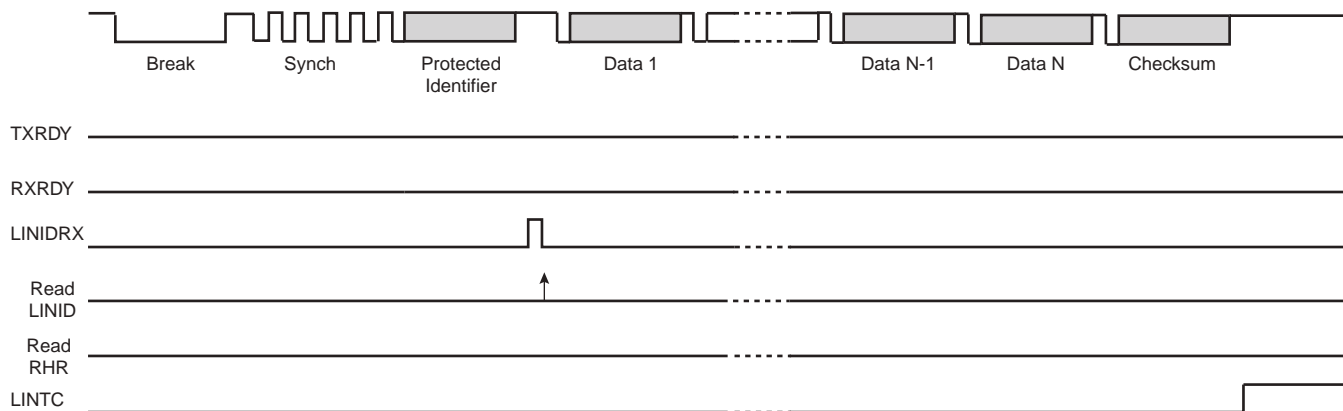 Break Synch Protected Identifier Data 1 Data N-1 Data N Checksum
TXRDY
RXRDY
LINIDRX
Read
LINID
Read
RHR
LINTC